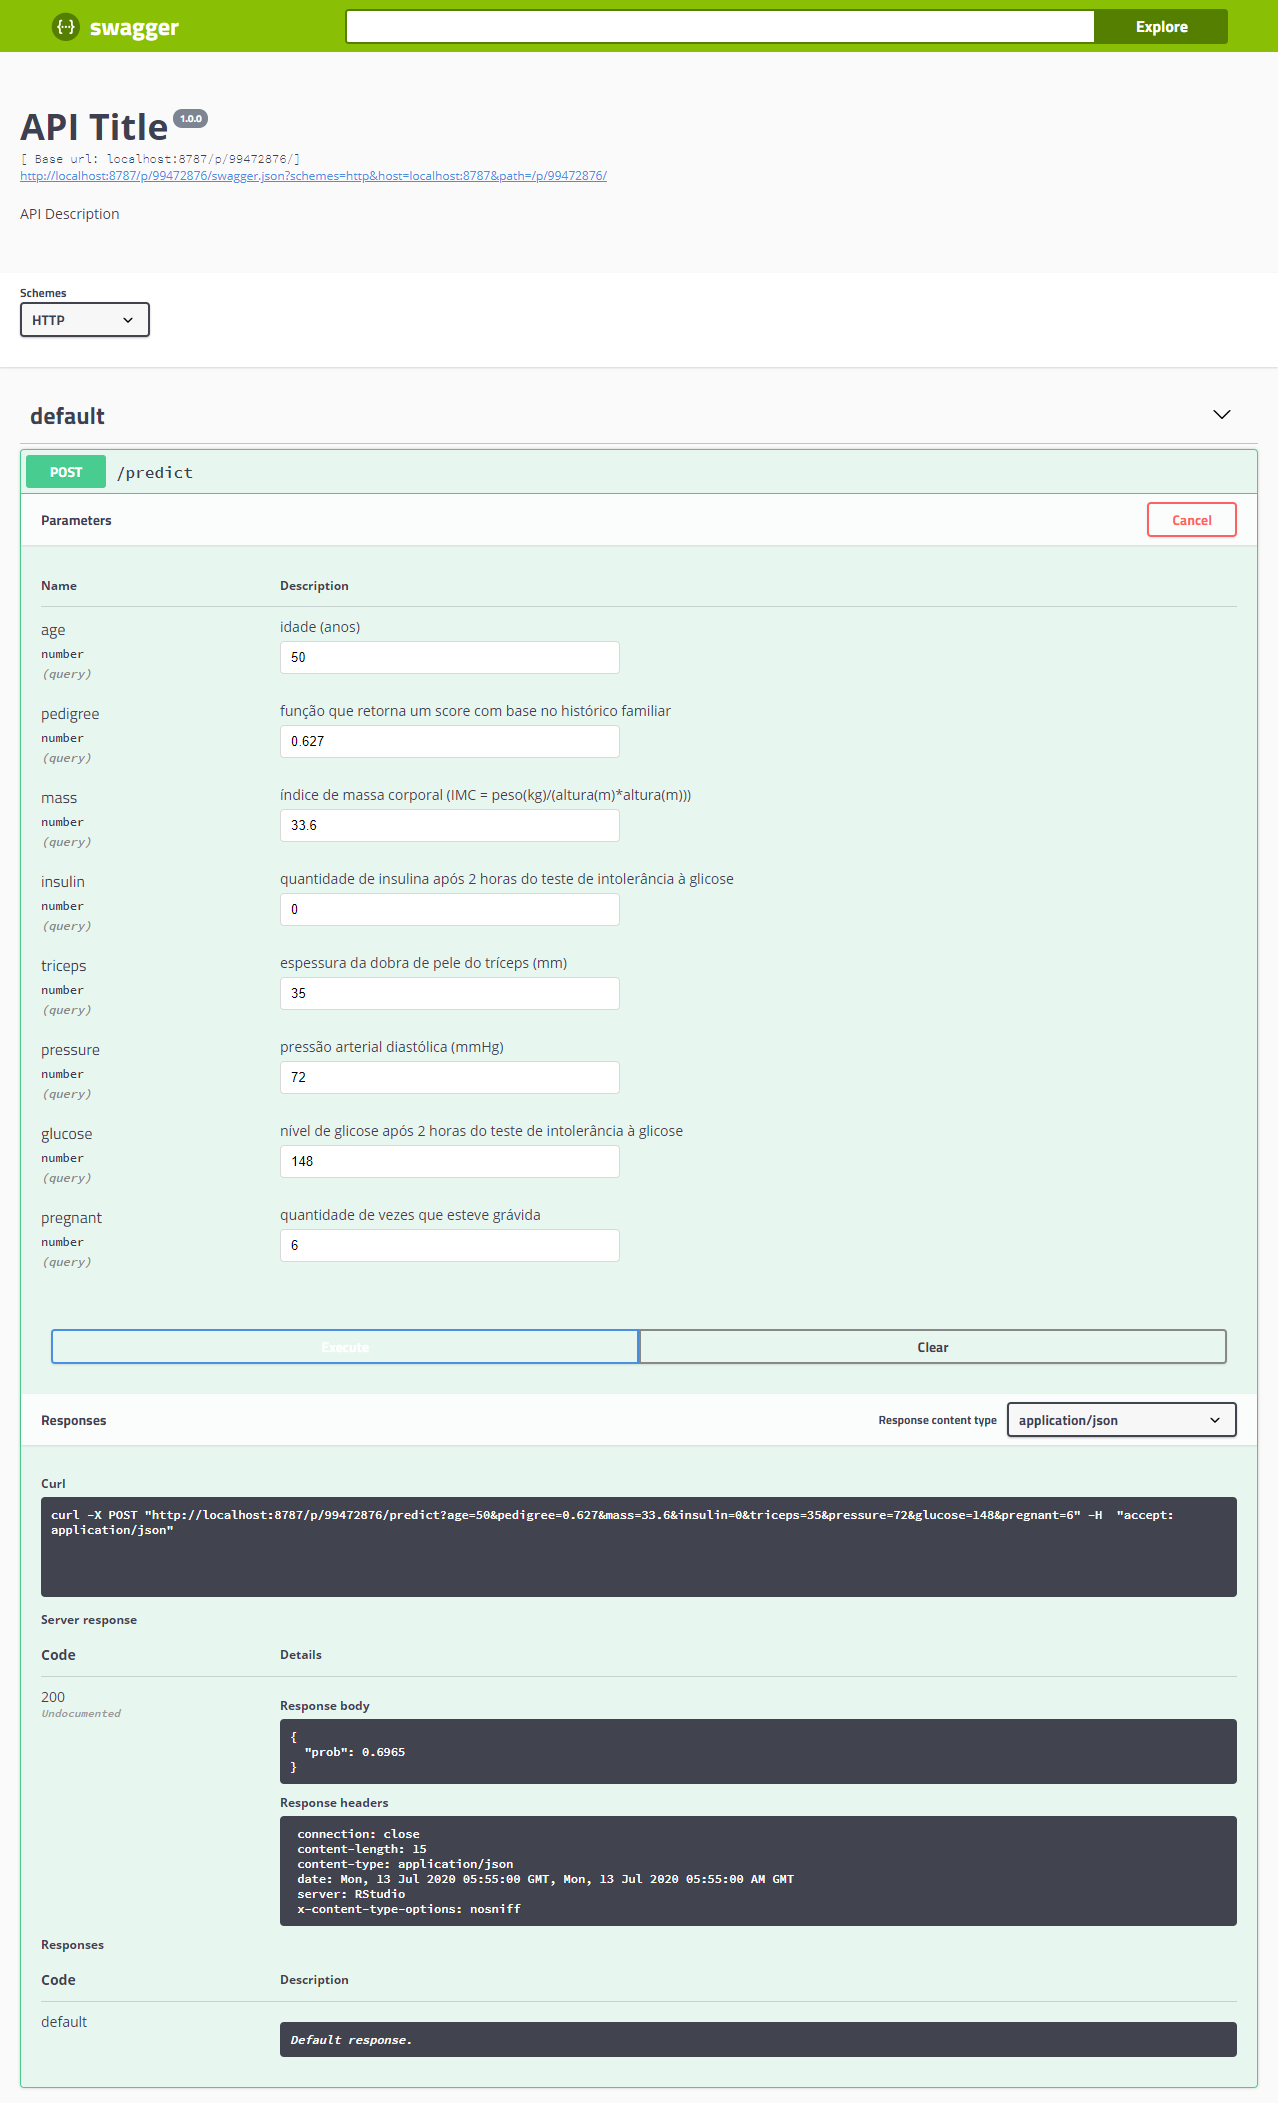 swagger
Explore
API Title 1.0.0
[ Base url: localhost:8787/p/99472876/]
http://localhost:8787/p/99472876/swagger.json?schemes=http&host=localhost:8787&path=/p/99472876/
API Description
Schemes
HTTP
default
POST /predict
Parameters
Cancel
Name Description
age
number
(query)
idade (anos)
50
pedigree
number
(query)
função que retorna um score com base no histórico familiar
0.627
mass
number
(query)
índice de massa corporal (IMC = peso(kg)/(altura(m)*altura(m)))
33.6
insulin
number
(query)
quantidade de insulina após 2 horas do teste de intolerância à glicose
0
triceps
number
(query)
espessura da dobra de pele do tríceps (mm)
35
pressure
number
(query)
pressão arterial diastólica (mmHg)
72
glucose
number
(query)
nível de glicose após 2 horas do teste de intolerância à glicose
148
pregnant
number
(query)
quantidade de vezes que esteve grávida
6
Execute
Clear
Responses
Response content type
application/json
Curl
curl -X POST "http://localhost:8787/p/99472876/predict?age=50&pedigree=0.627&mass=33.6&insulin=0&triceps=35&pressure=72&glucose=148&pregnant=6" -H  "accept:
application/json"
Server response
Code Details
200
Undocumented
Response body
{
"prob": 0.6965
}
Response headers
connection: close
content-length: 15
content-type: application/json
date: Mon, 13 Jul 2020 05:55:00 GMT, Mon, 13 Jul 2020 05:55:00 AM GMT
server: RStudio
x-content-type-options: nosniff
Responses
Code Description
default
Default response.